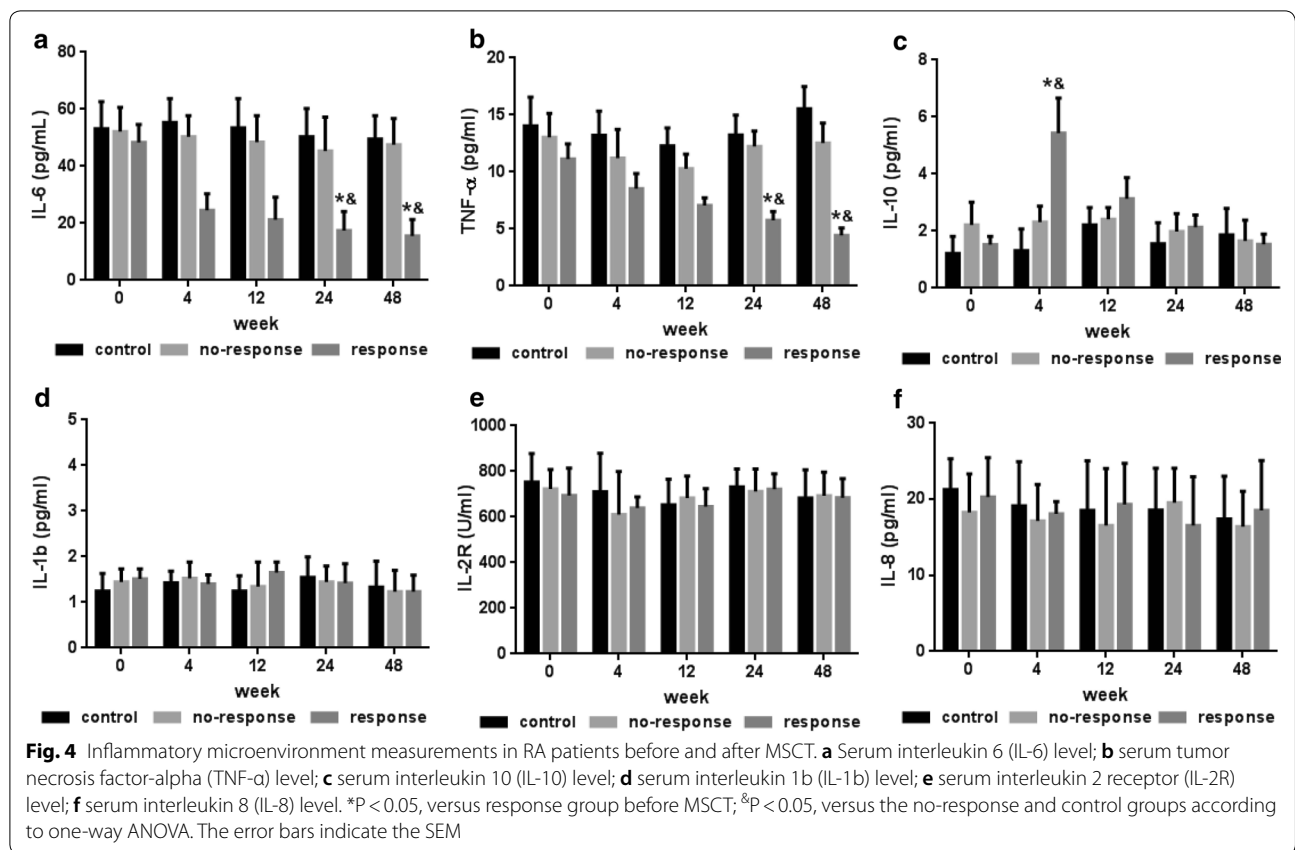 a
80
60
40
20
0
IL-6 (pg/mL)
*&
*&
0 4 12 24 48
week
control no-response response
b
20
15
10
5
0
TNF-α (pg/ml)
*&
*&
0 4 12 24 48
week
control no-response response
c
8
6
4
2
0
IL-10 (pg/ml)
*&
0 4 12 24 48
week
control no-response response
d
5
4
3
2
1
0
IL-1b (pg/ml)
0 4 12 24 48
week
control no-response response
e
1000
800
600
400
200
0
IL-2R (U/ml)
0 4 12 24 48
week
control no-response response
f
30
20
10
0
IL-8 (pg/ml)
0 4 12 24 48
week
control no-response response
Fig. 4 Inflammatory microenvironment measurements in RA patients before and after MSCT. a Serum interleukin 6 (IL-6) level; b serum tumor
necrosis factor-alpha (TNF-α) level; c serum interleukin 10 (IL-10) level; d serum interleukin 1b (IL-1b) level; e serum interleukin 2 receptor (IL-2R)
level; f serum interleukin 8 (IL-8) level. *P < 0.05, versus response group before MSCT; &P < 0.05, versus the no-response and control groups according
to one-way ANOVA. The error bars indicate the SEM